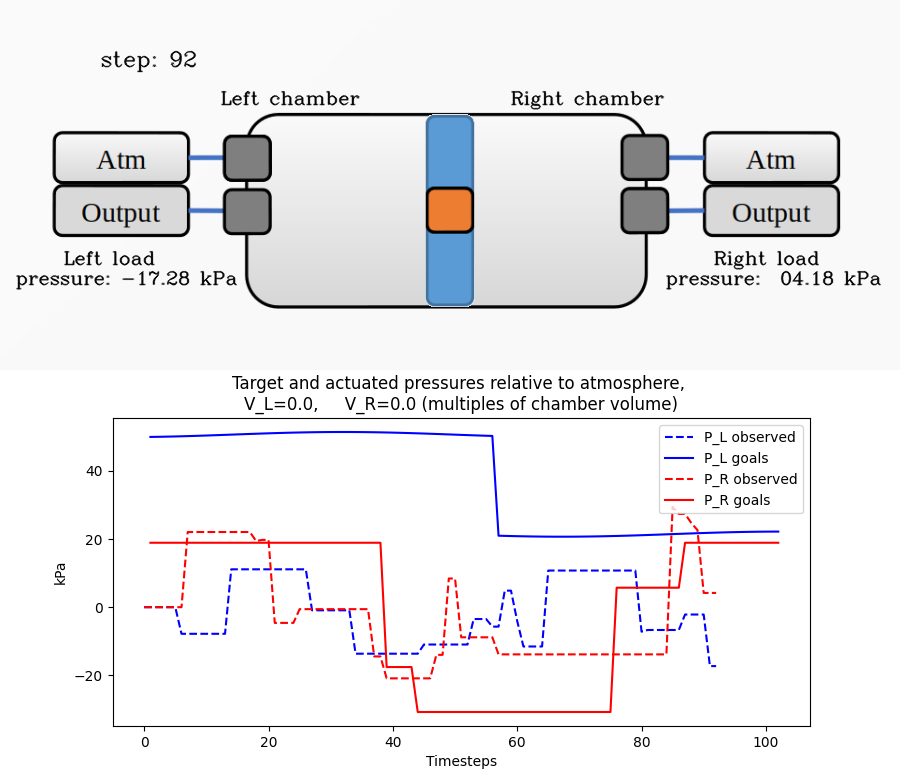 step: 92
Left chamber
Right chamber
Atm
Atm
Output
Output
Left load
pressure: −17.28 kPa
Right load
pressure:  04.18 kPa
Target and actuated pressures relative to atmosphere,
V_L=0.0,     V_R=0.0 (multiples of chamber volume)
P_L observed
P_L goals
P_R observed
P_R goals
kPa
40
20
0
−20
0 20 40 60 80 100
Timesteps